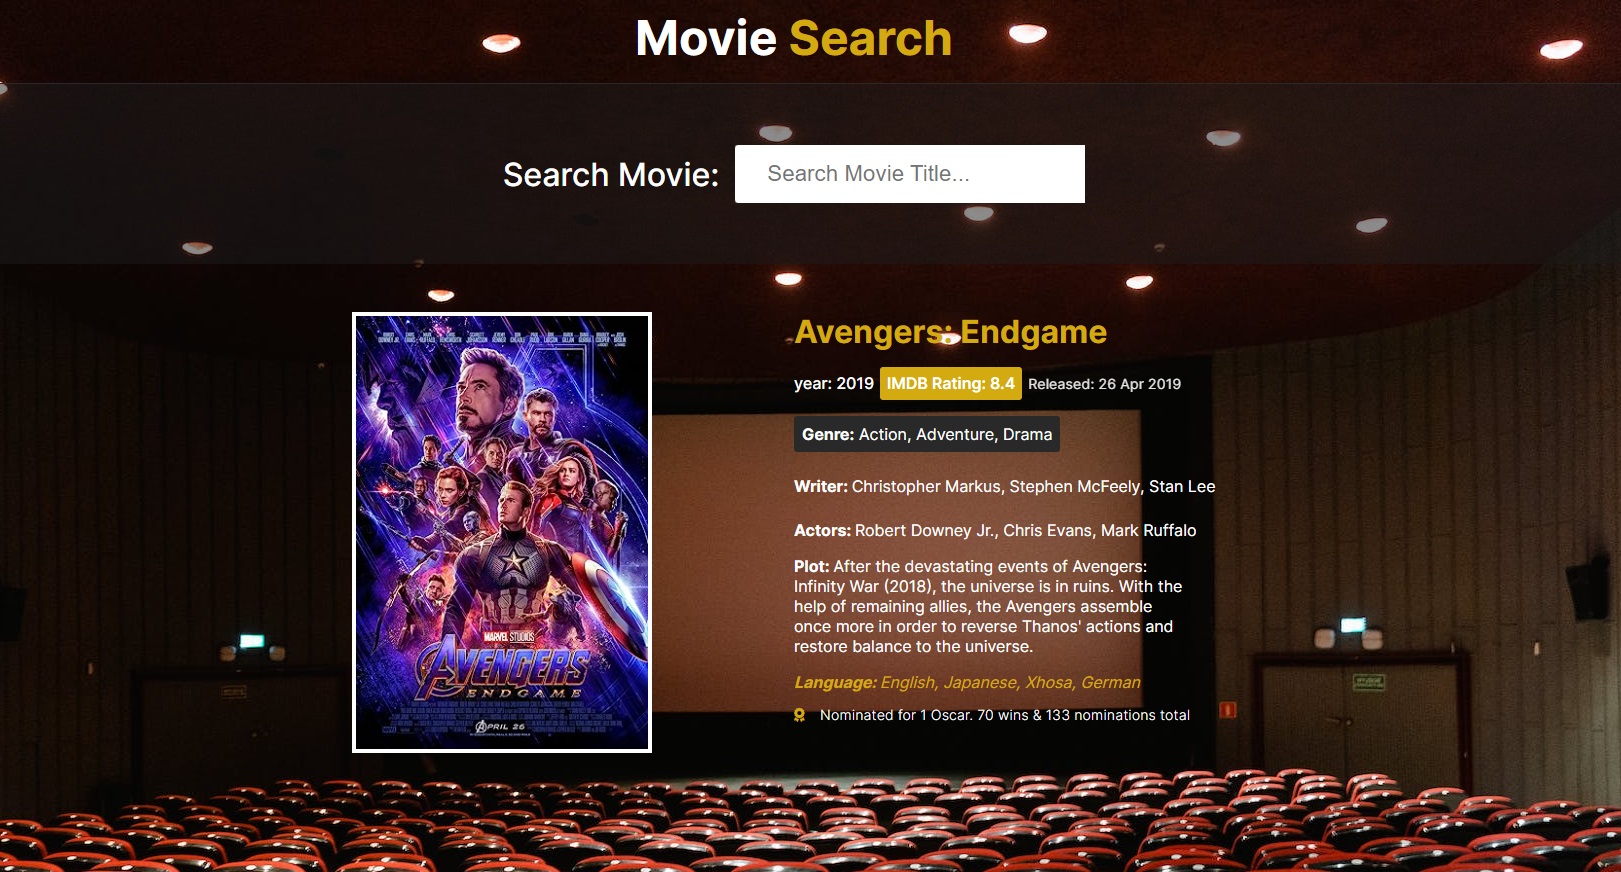 Movie Search
Search Movie: Search Movie Title...
MARVEL STUDIOS
AVENGERS
ENDGAME
APRIL 26
Avengers: Endgame
year: 2019 IMDB Rating: 8.4 Released: 26 Apr 2019
Genre: Action, Adventure, Drama
Writer: Christopher Markus, Stephen McFeely, Stan Lee
Actors: Robert Downey Jr., Chris Evans, Mark Ruffalo
Plot: After the devastating events of Avengers:
Infinity War (2018), the universe is in ruins. With the
help of remaining allies, the Avengers assemble
once more in order to reverse Thanos' actions and
restore balance to the universe.
Language: English, Japanese, Xhosa, German
Nominated for 1 Oscar. 70 wins & 133 nominations total